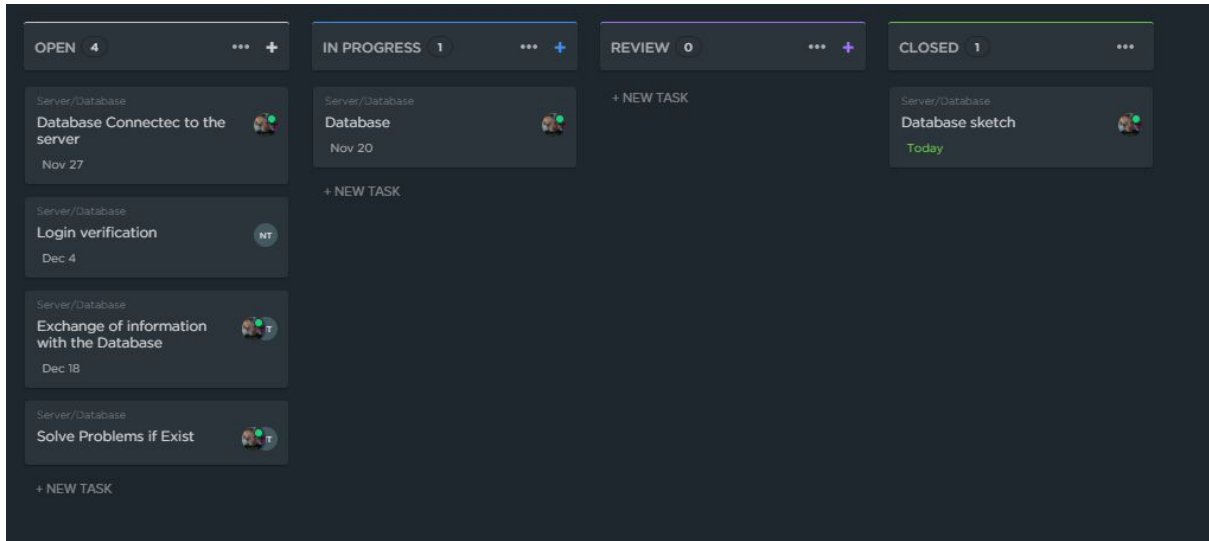 OPEN 4
Server/Database
Database Connectec to the
server
Nov 27
Server/Database
Login verification
NT
Dec 4
Server/Database
Exchange of information
with the Database
T
Dec 18
Server/Database
Solve Problems if Exist
T
+ NEW TASK
IN PROGRESS 1
Server/Database
Database
Nov 20
+ NEW TASK
REVIEW 0
+ NEW TASK
CLOSED 1
Server/Database
Database sketch
Today